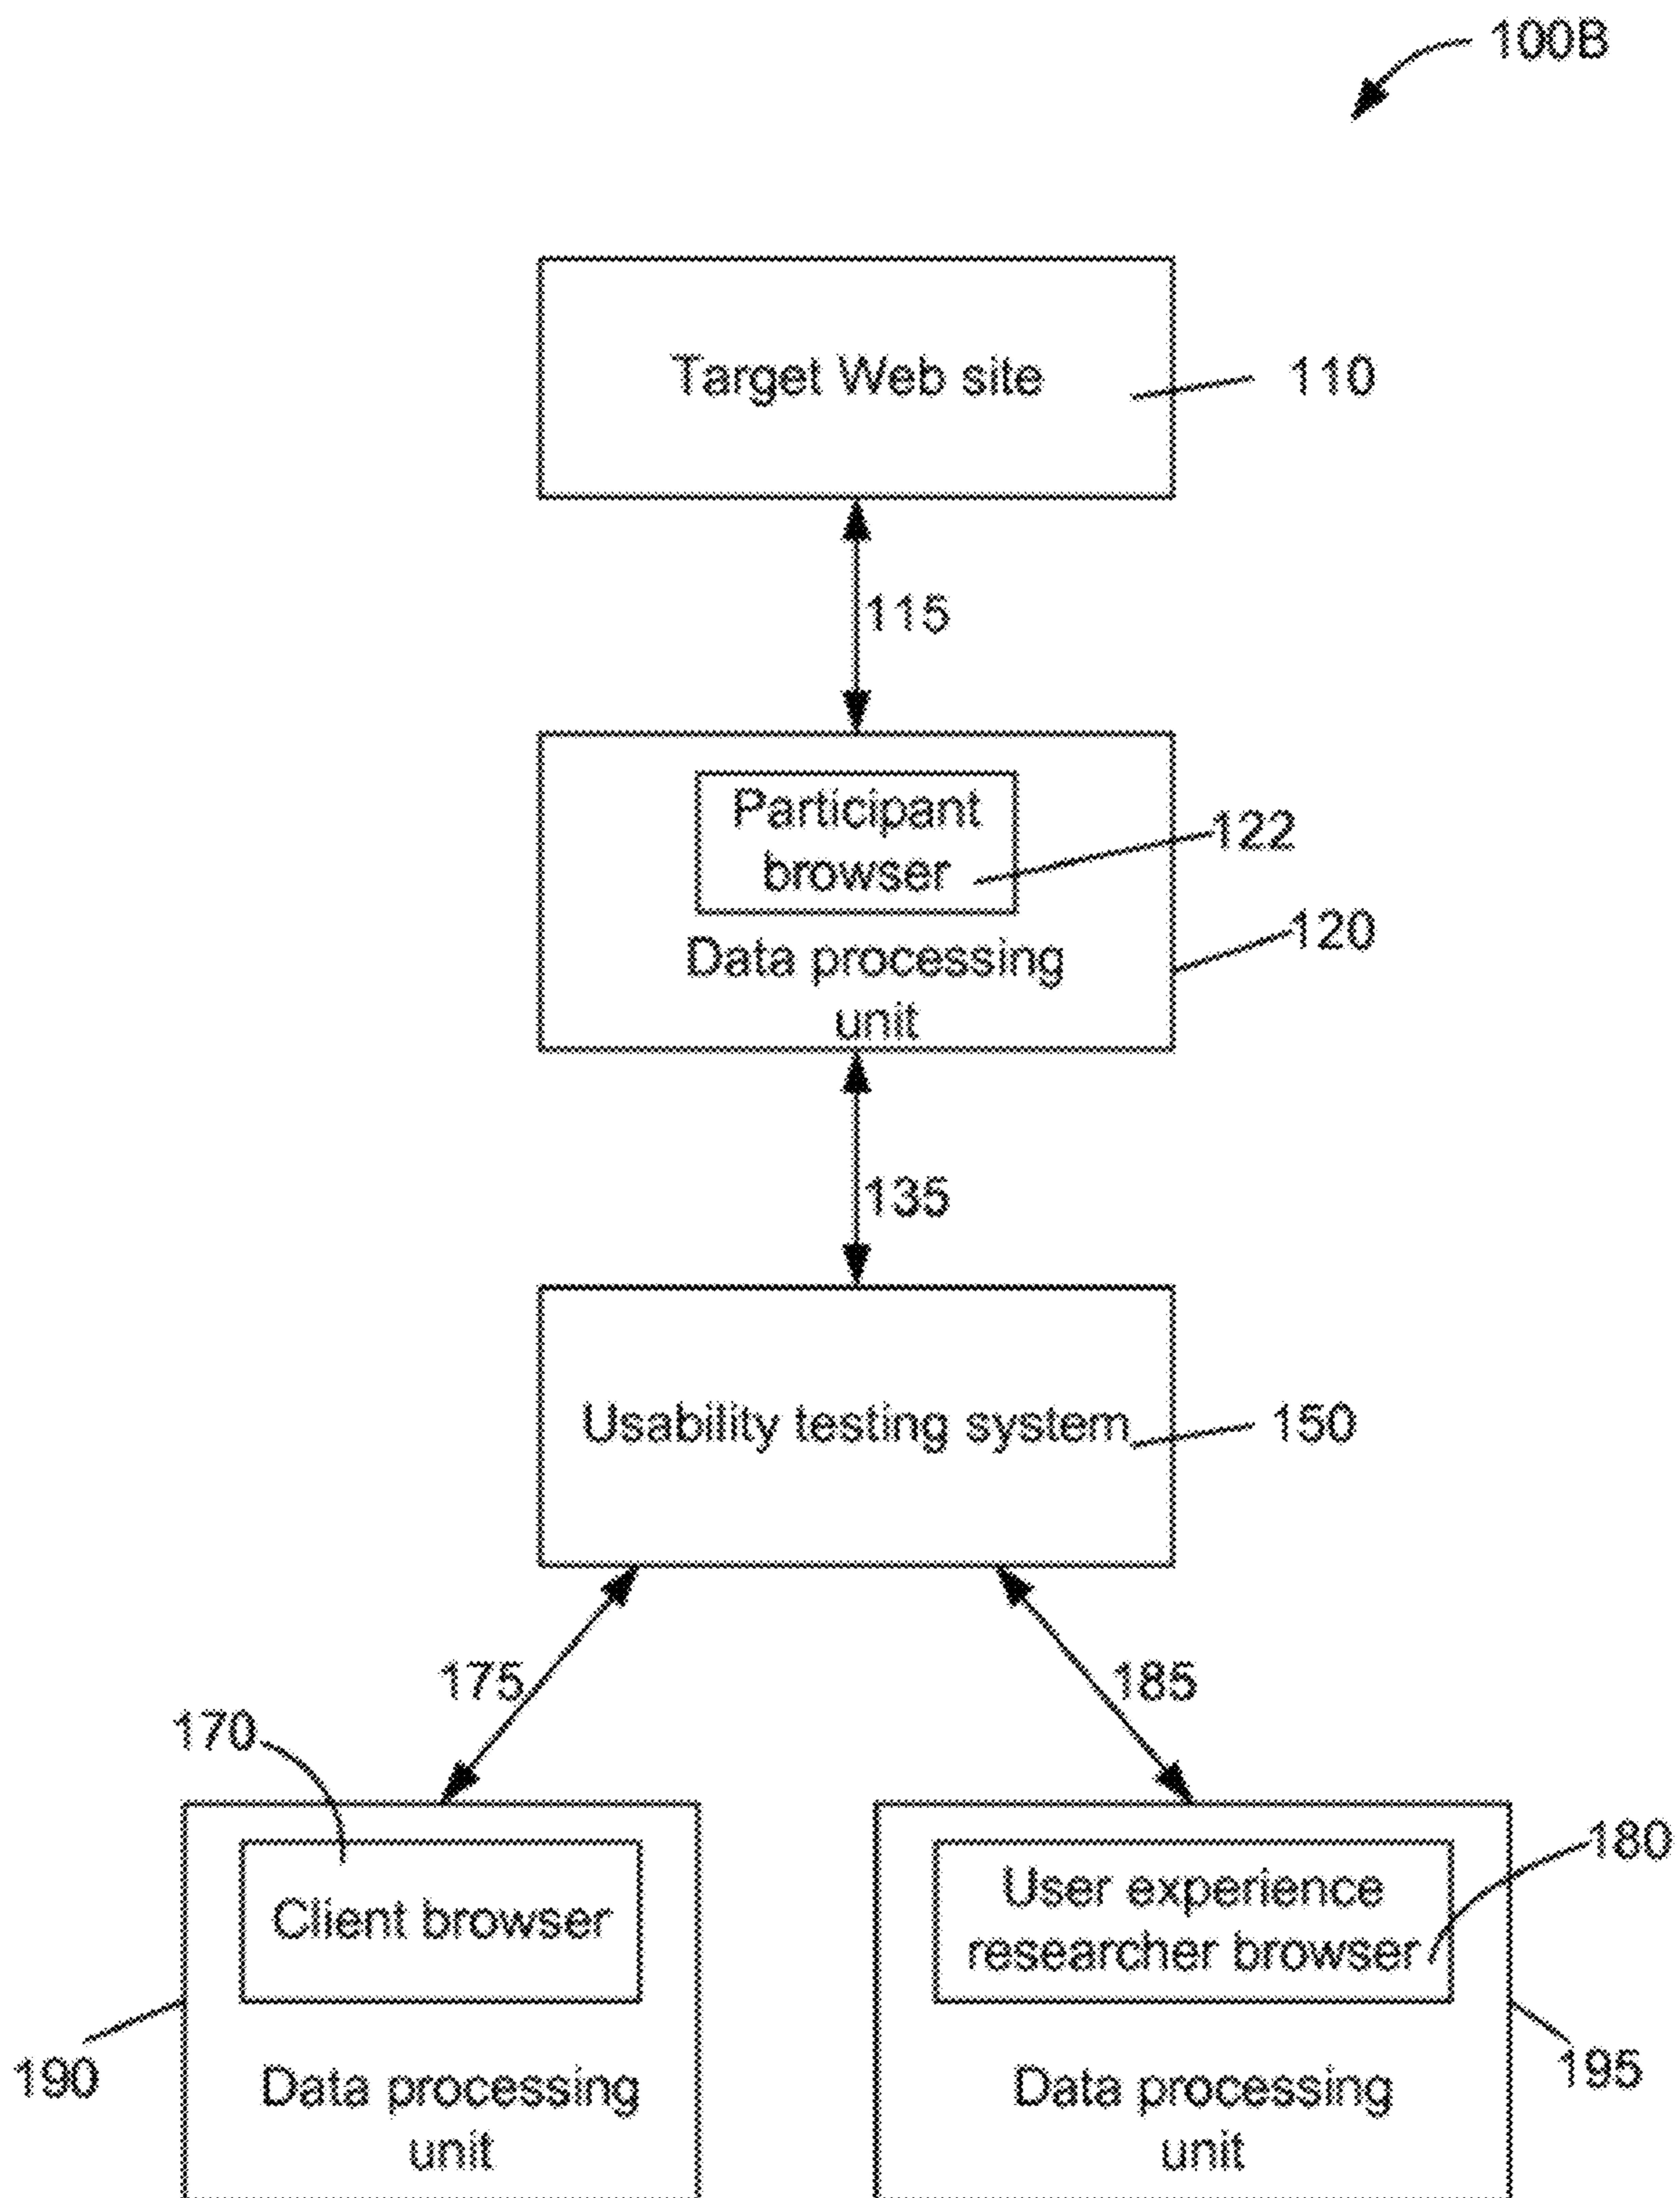 100B
Target Web site
110
115
Participant
browser
122
120
Data processing
unit
135
Usability testing system
150
175
185
170
180
Client browser
User experience
researcher browser
190
195
Data processing
unit
Data processing
unit